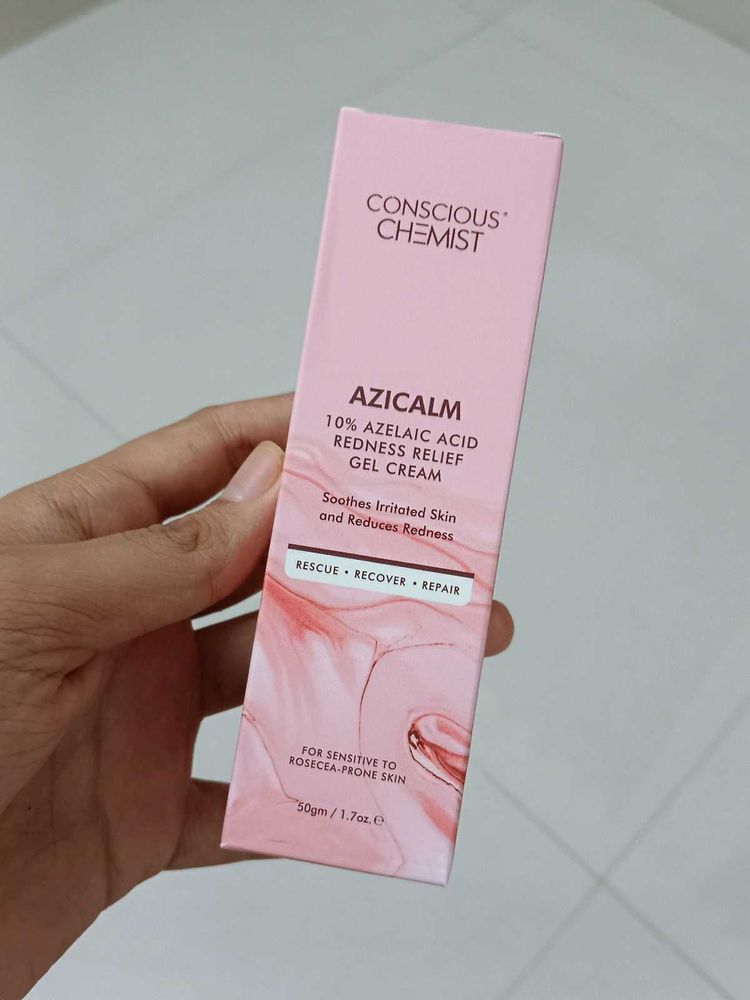 CONSCIOUS®
CHEMIST
AZICALM
10% AZELAIC ACID
REDNESS RELIEF
GEL CREAM
Soothes Irritated Skin
and Reduces Redness
RESCUE • RECOVER • REPAIR
FOR SENSITIVE TO
ROSECEA-PRONE SKIN
50gm / 1.7oz. ℮